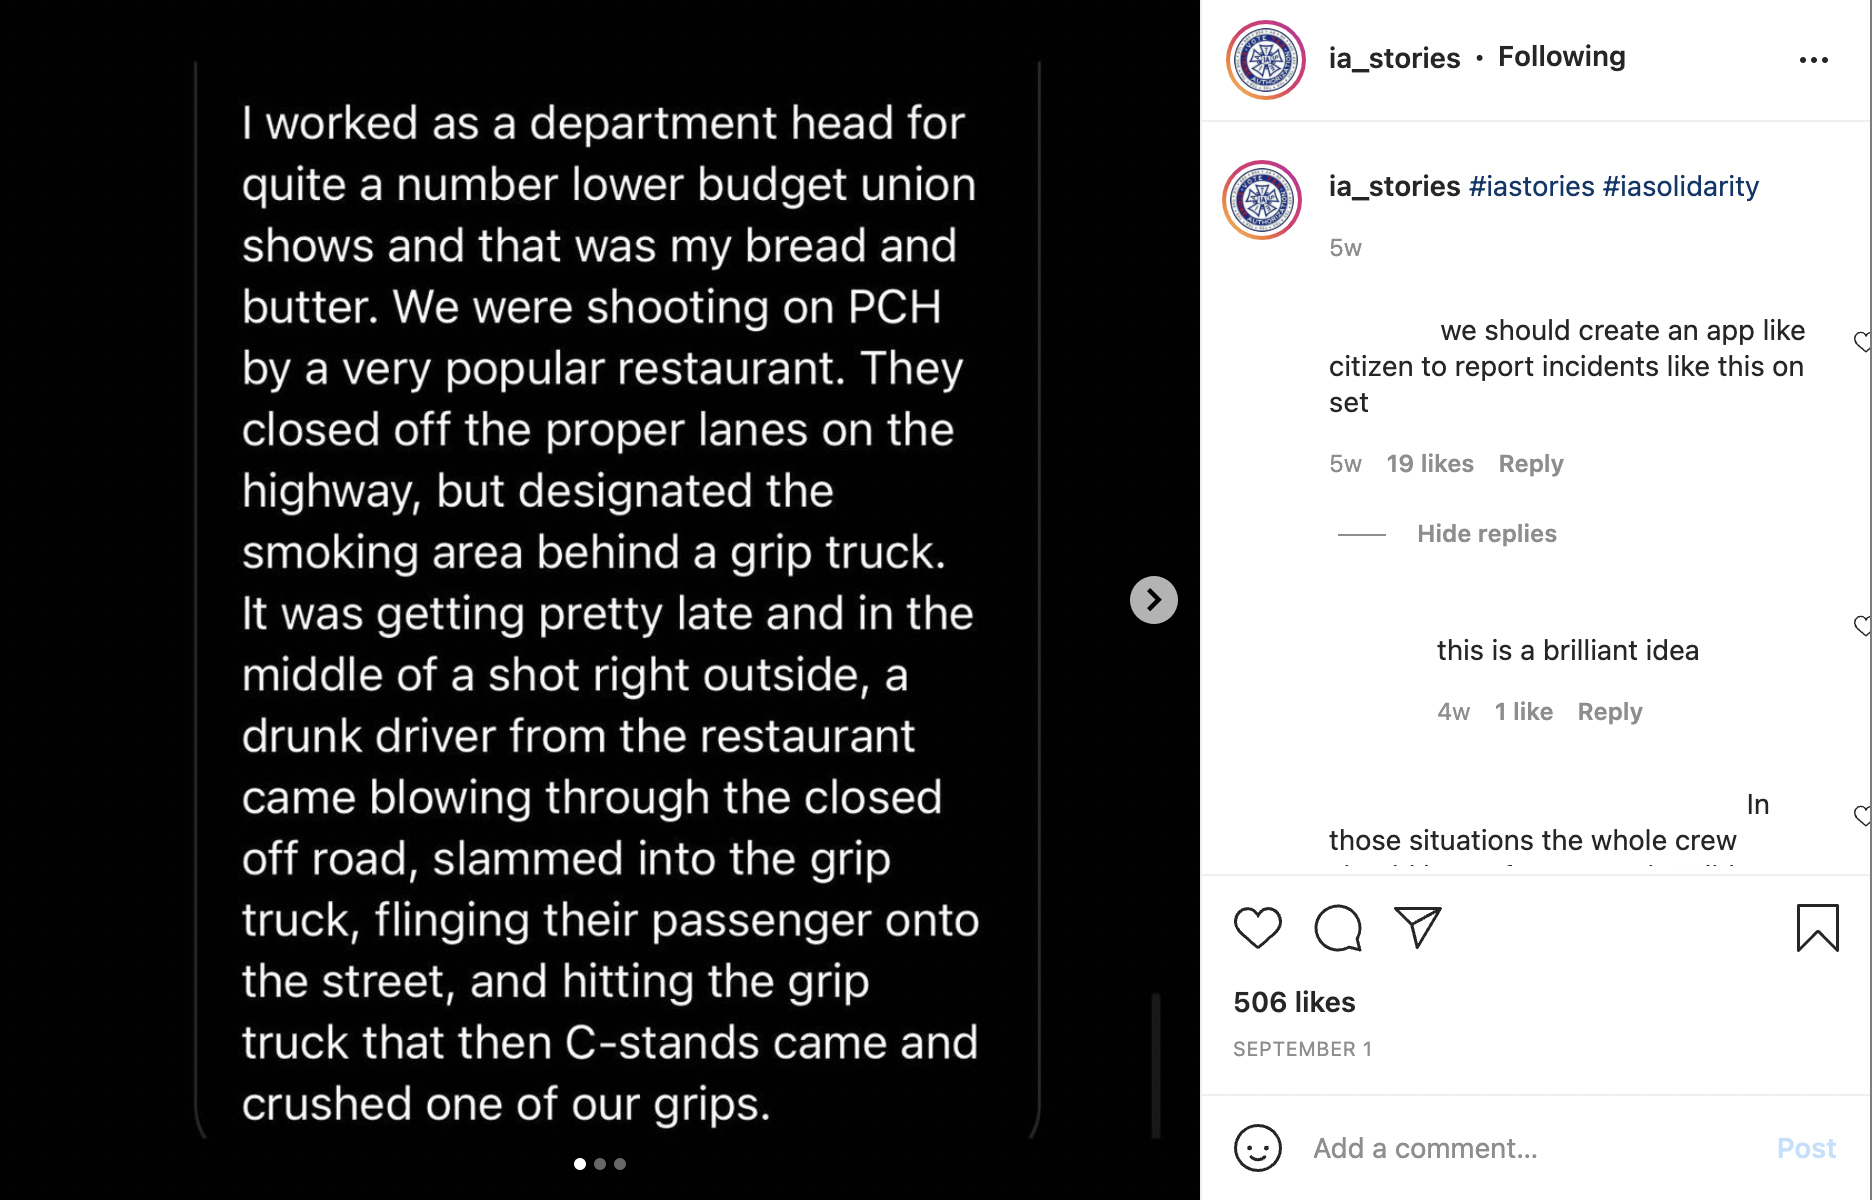 I worked as a department head for
quite a number lower budget union
shows and that was my bread and
butter. We were shooting on PCH
by a very popular restaurant. They
closed off the proper lanes on the
highway, but designated the
smoking area behind a grip truck.
It was getting pretty late and in the
middle of a shot right outside, a
drunk driver from the restaurant
came blowing through the closed
off road, slammed into the grip
truck, flinging their passenger onto
the street, and hitting the grip
truck that then C-stands came and
crushed one of our grips.
ia_stories • Following
ia_stories #iastories #iasolidarity
5w
we should create an app like
citizen to report incidents like this on
set
5w 19 likes Reply
Hide replies
this is a brilliant idea
4w 1 like Reply
In
those situations the whole crew
506 likes
SEPTEMBER 1
Add a comment...
Post